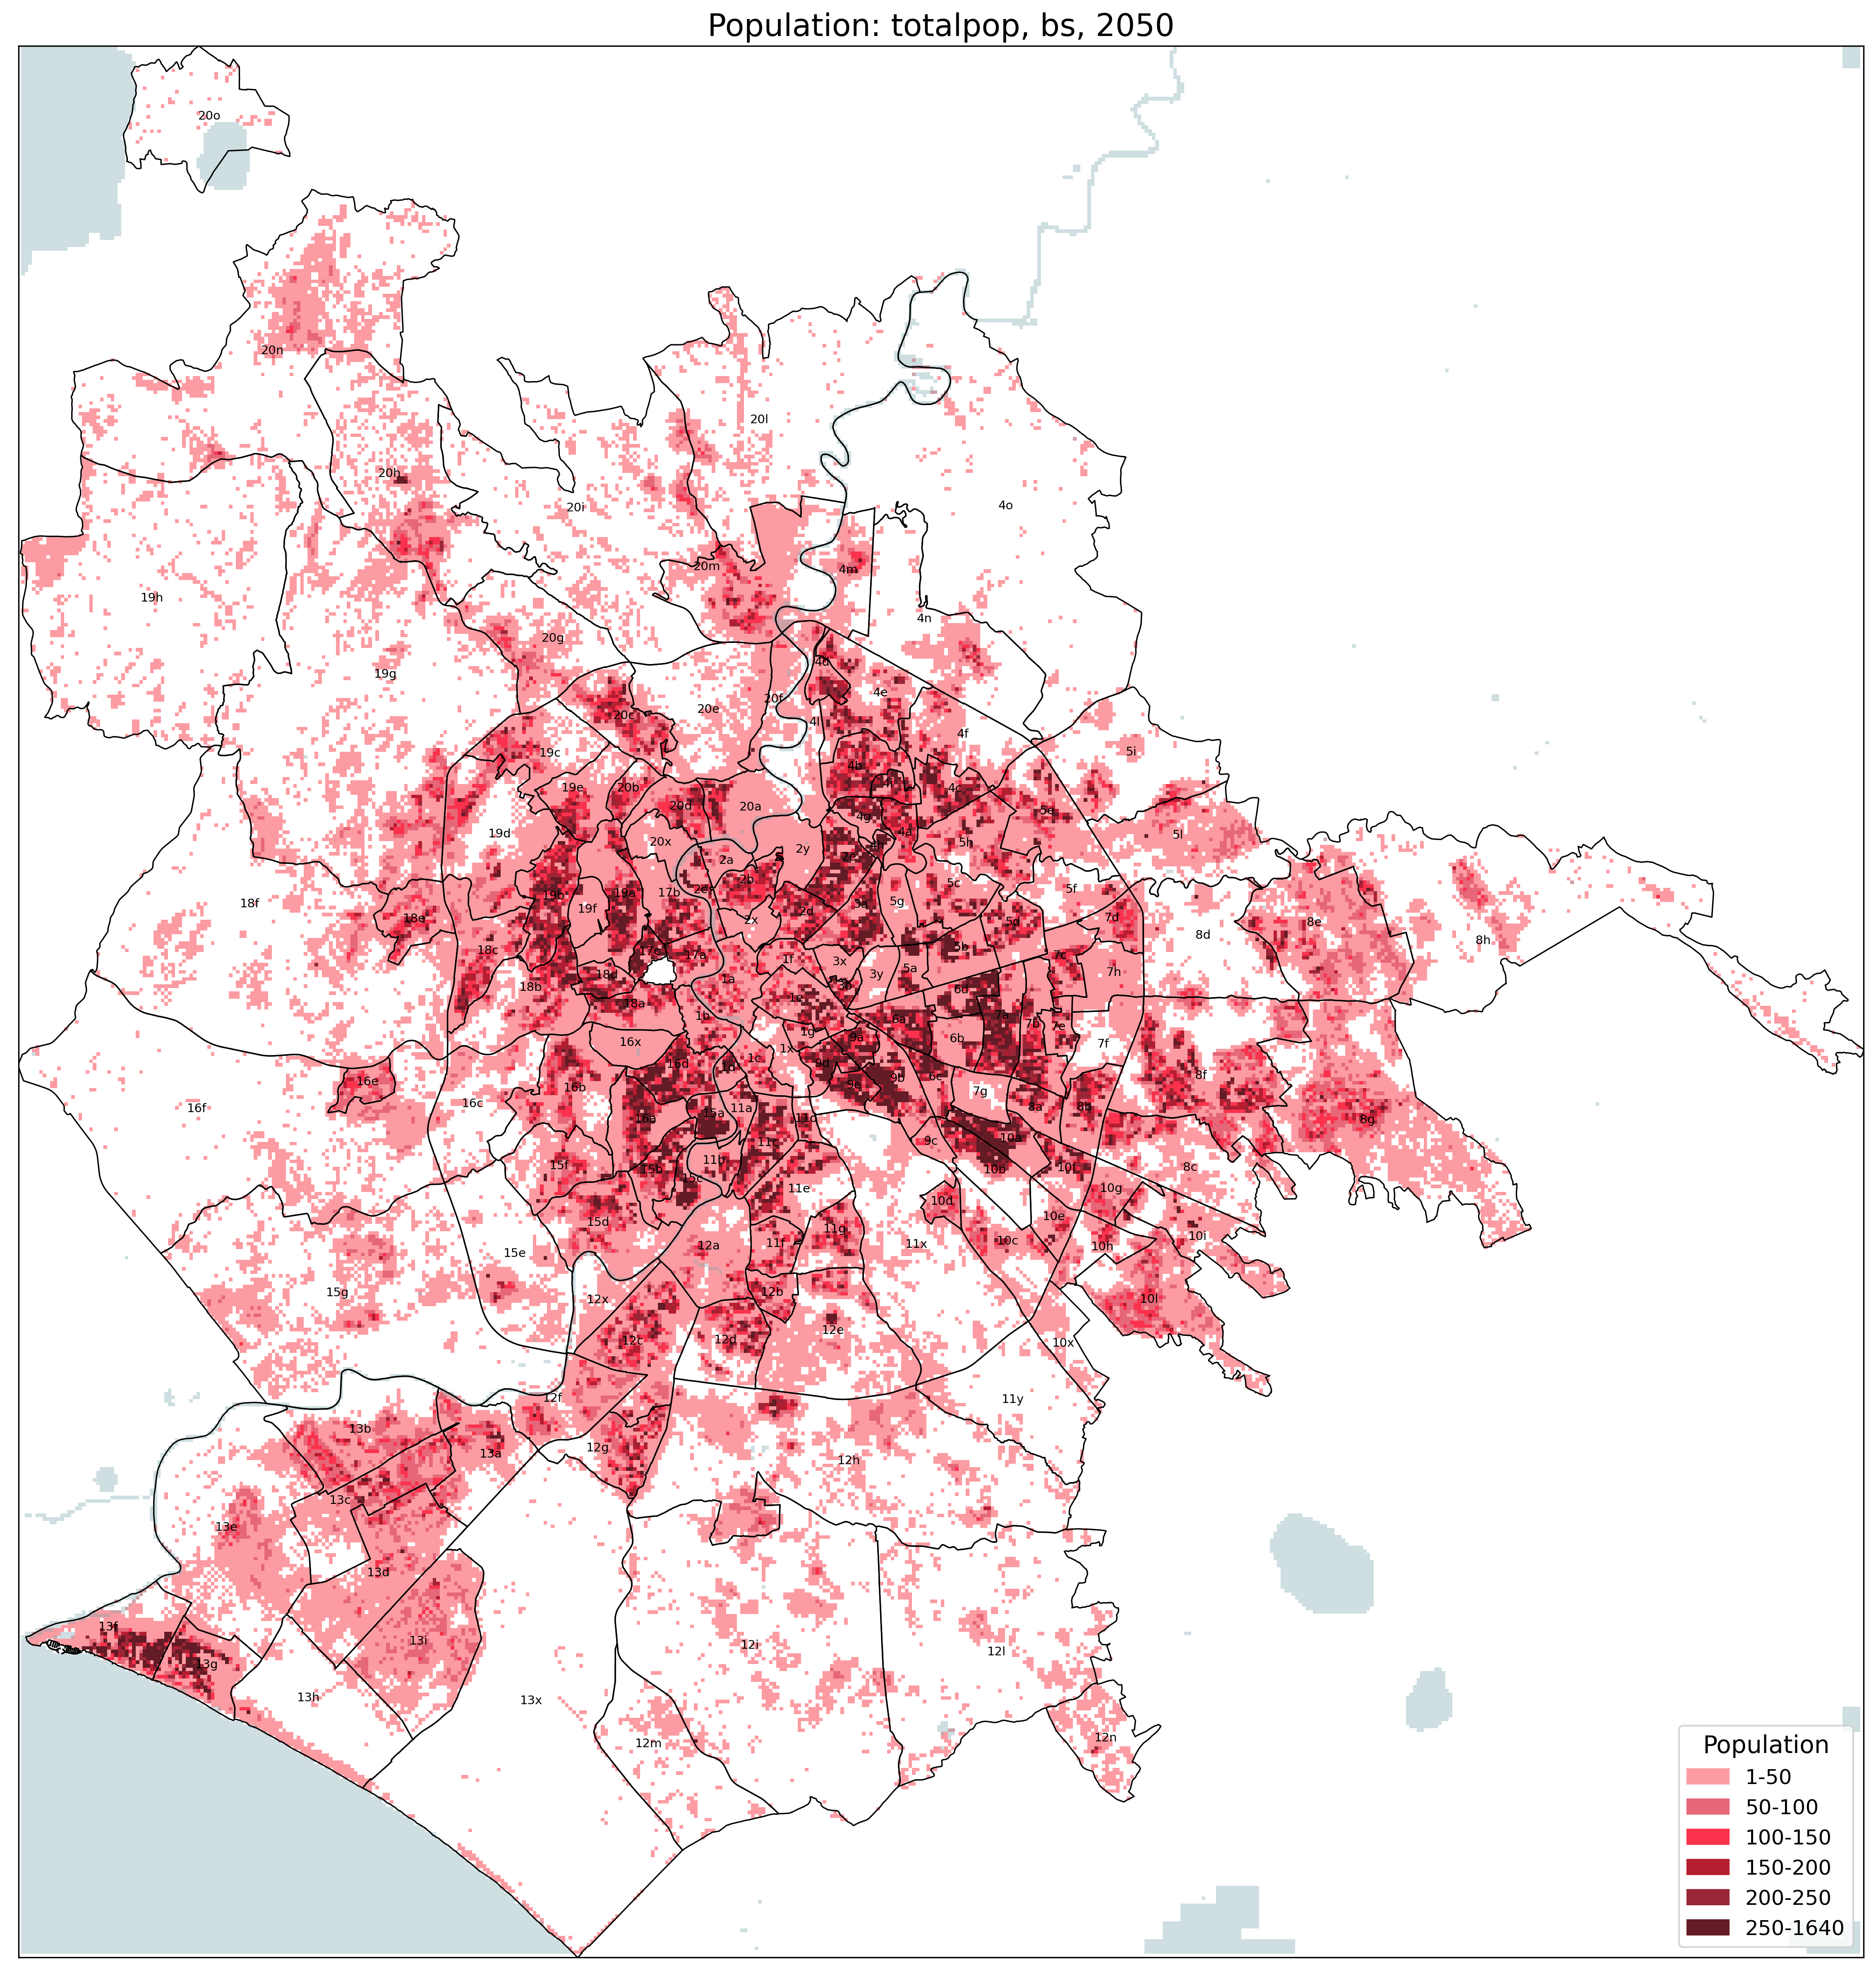 Population: totalpop, bs, 2050
20o
20n
20l
20h
20i
4o
20m
4m
19h
4n
20g
4d
19g
4e
20f
20e
20c
4l
4f
5i
19c
4b
4i
19e
20b
4c
20d
20a
5e
4g
4a
5l
19d
20x
2y
4h
5h
2a
2c
2b
5c
19b
19a
17b
2e
5f
18f
19f
5g
3a
2d
18e
2x
5d
7d
8e
8d
8h
18c
5b
17c
17a
7c
1f
3x
18d
3y
5a
7h
1a
18b
3b
6d
1e
18a
1b
7a
6a
7b
7e
1g
9a
16x
6b
7f
1x
1c
16d
1d
9d
8f
16e
9b
6c
9e
16b
7g
16c
16f
8a
8b
11a
15a
16a
11d
8g
11c
9c
10a
11b
15f
15b
10b
10f
8c
15c
11e
10g
10d
15d
10e
11g
10i
10c
11f
11x
12a
10h
15e
15g
12b
12x
10l
12e
12c
12d
10x
12f
11y
13b
12g
13a
12h
13c
13e
13d
13f
13i
12i
12l
13g
13h
13x
12n
12m
Population
1-50
50-100
100-150
150-200
200-250
250-1640